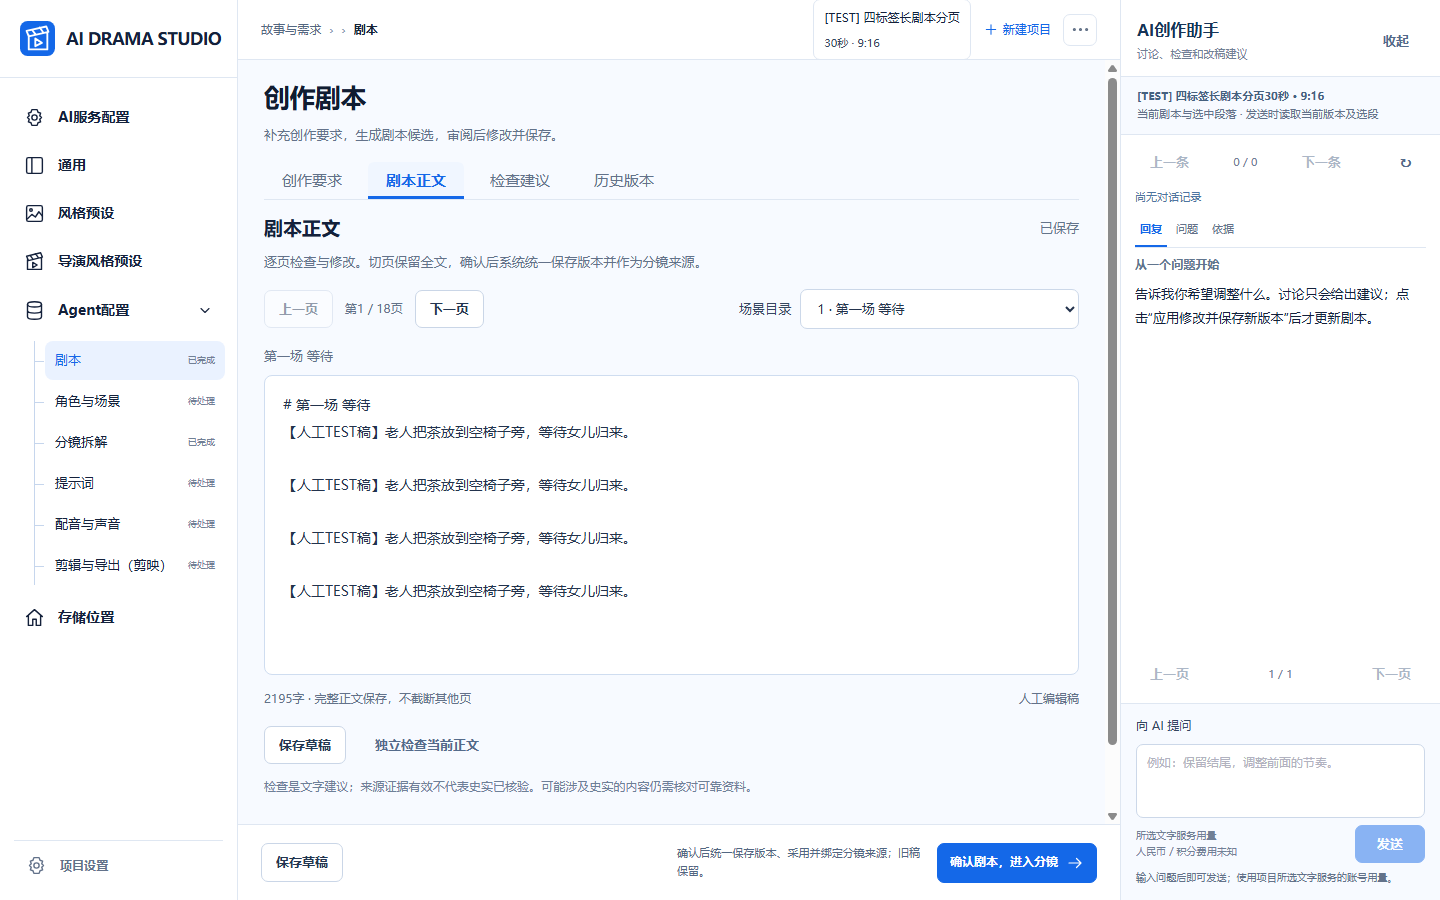 AI DRAMA STUDIO
AI服务配置
通用
风格预设
导演风格预设
Agent配置
剧本 已完成
角色与场景 待处理
分镜拆解 已完成
提示词 待处理
配音与声音 待处理
剪辑与导出（剪映） 待处理
存储位置
项目设置
故事与需求 › › 剧本
[TEST] 四标签长剧本分页
30秒 · 9:16
+ 新建项目
···
创作剧本
补充创作要求，生成剧本候选，审阅后修改并保存。
创作要求 剧本正文 检查建议 历史版本
剧本正文 已保存
逐页检查与修改。切页保留全文，确认后系统统一保存版本并作为分镜来源。
上一页 第1 / 18页 下一页 场景目录 1 · 第一场 等待
第一场 等待
# 第一场 等待
【人工TEST稿】老人把茶放到空椅子旁，等待女儿归来。
【人工TEST稿】老人把茶放到空椅子旁，等待女儿归来。
【人工TEST稿】老人把茶放到空椅子旁，等待女儿归来。
【人工TEST稿】老人把茶放到空椅子旁，等待女儿归来。
2195字 · 完整正文保存，不截断其他页 人工编辑稿
保存草稿 独立检查当前正文
检查是文字建议；来源证据有效不代表史实已核验。可能涉及史实的内容仍需核对可靠资料。
保存草稿
确认后统一保存版本、采用并绑定分镜来源；旧稿
保留。
确认剧本，进入分镜 →
AI创作助手
讨论、检查和改稿建议
收起
[TEST] 四标签长剧本分页30秒 • 9:16
当前剧本与选中段落 · 发送时读取当前版本及选段
上一条 0 / 0 下一条 ↻
尚无对话记录
回复 问题 依据
从一个问题开始
告诉我你希望调整什么。讨论只会给出建议；点
击“应用修改并保存新版本”后才更新剧本。
上一页 1 / 1 下一页
向 AI 提问
例如：保留结尾，调整前面的节奏。
所选文字服务用量
人民币 / 积分费用未知
发送
输入问题后即可发送；使用项目所选文字服务的账号用量。